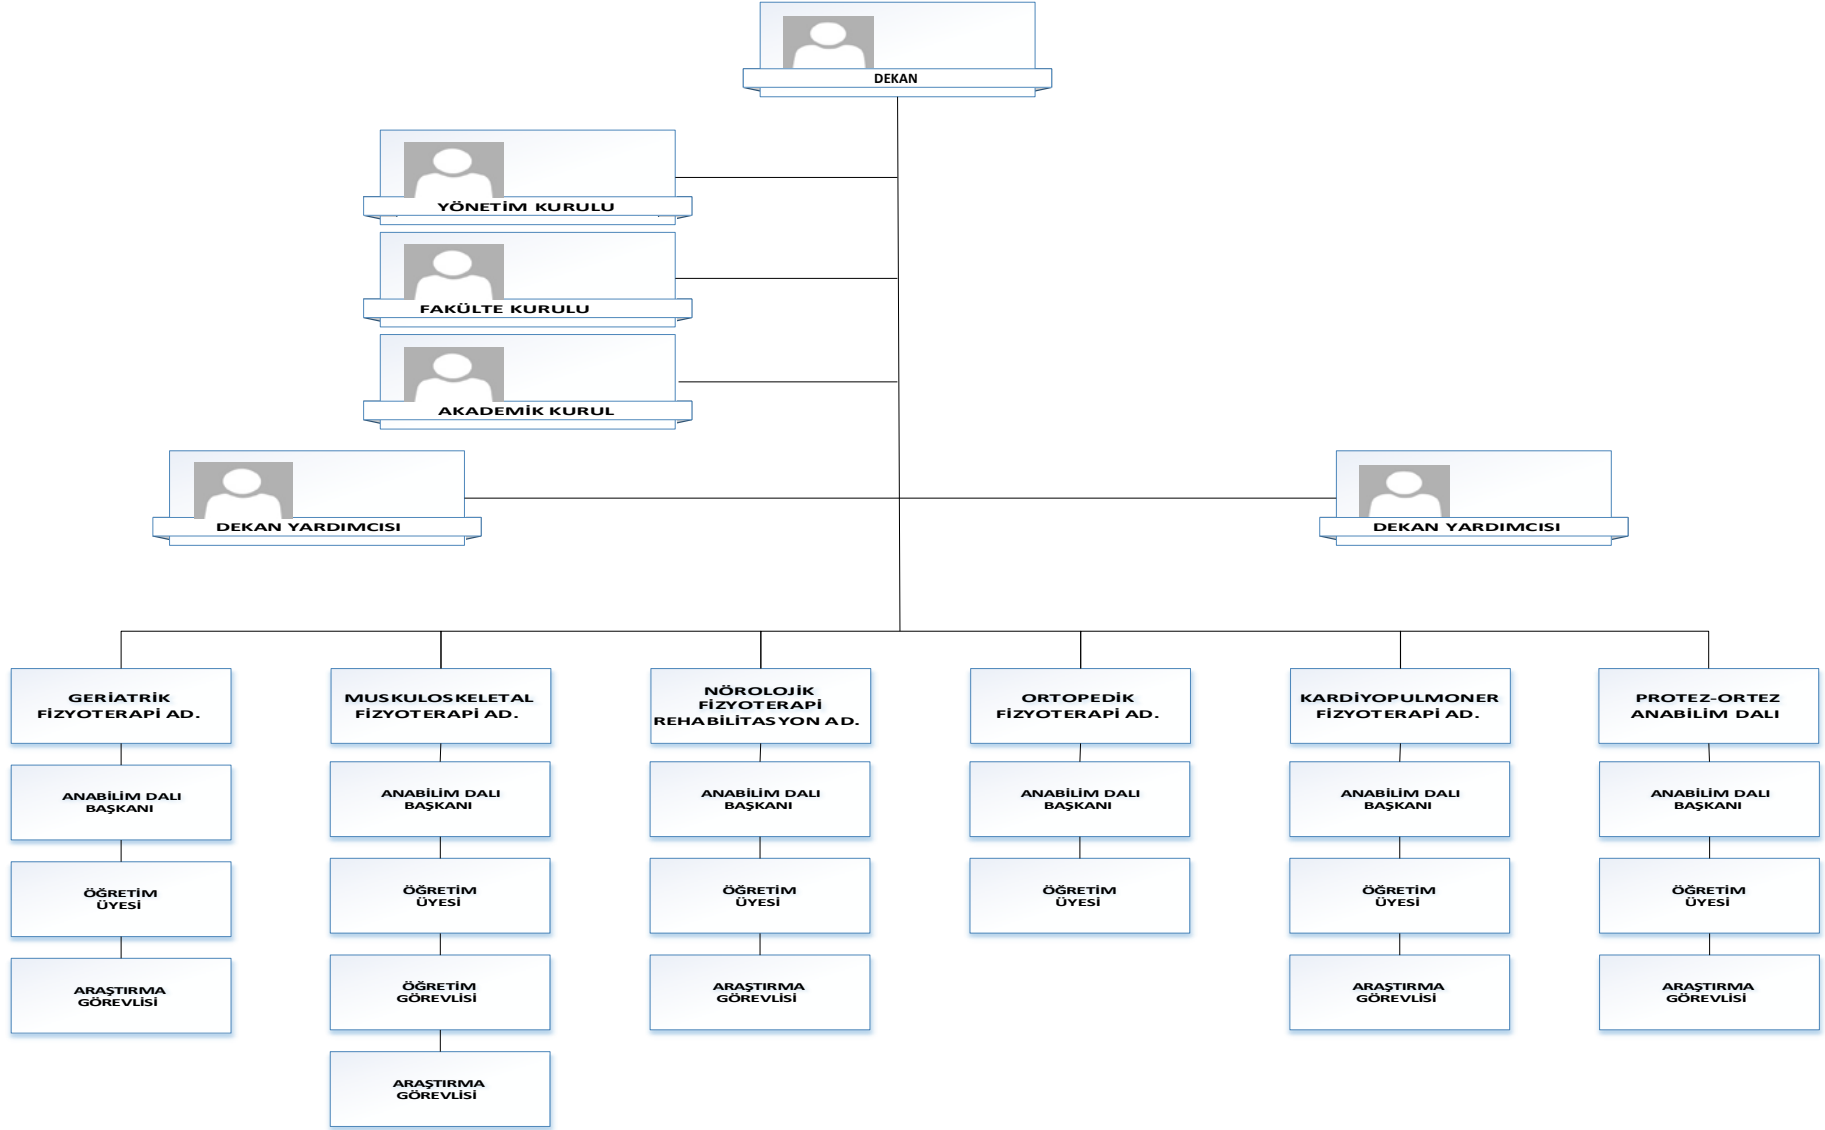 DEKAN
YÖNETİM KURULU
FAKÜLTE KURULU
AKADEMİK KURUL
DEKAN YARDIMCISI
DEKAN YARDIMCISI
GERİATRİK
FİZYOTERAPİ AD.
MUSKULOSKELETAL
FİZYOTERAPİ AD.
NÖROLOJİK
FİZYOTERAPİ
REHABİLİTASYON AD.
ORTOPEDİK
FİZYOTERAPİ AD.
KARDİYOPULMONER
FİZYOTERAPİ AD.
PROTEZ-ORTEZ
ANABİLİM DALI
ANABİLİM DALI
BAŞKANI
ANABİLİM DALI
BAŞKANI
ANABİLİM DALI
BAŞKANI
ANABİLİM DALI
BAŞKANI
ANABİLİM DALI
BAŞKANI
ANABİLİM DALI
BAŞKANI
ÖĞRETİM
ÜYESİ
ÖĞRETİM
ÜYESİ
ÖĞRETİM
ÜYESİ
ÖĞRETİM
ÜYESİ
ÖĞRETİM
ÜYESİ
ÖĞRETİM
ÜYESİ
ARAŞTIRMA
GÖREVLİSİ
ÖĞRETİM
GÖREVLİSİ
ARAŞTIRMA
GÖREVLİSİ
ARAŞTIRMA
GÖREVLİSİ
ARAŞTIRMA
GÖREVLİSİ
ARAŞTIRMA
GÖREVLİSİ